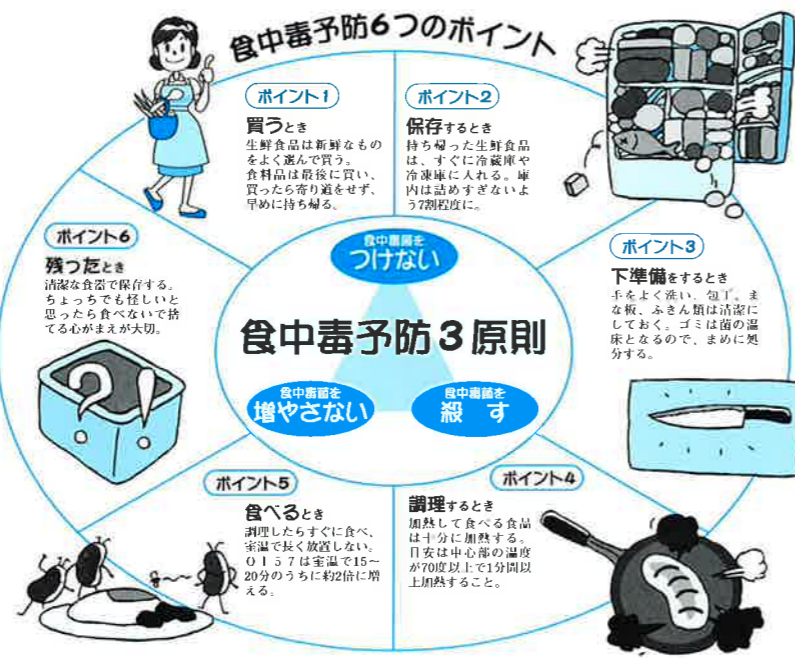 食中毒予防6つのポイント
ポイント1
買うとき
生鮮食品は新鮮なもの
をよく選んで買う。
食料品は最後に買い、
買ったら寄り道をせず、
早めに持ち帰る。
ポイント2
保存するとき
持ち帰った生鮮食品
は、すぐに冷蔵庫や
冷凍庫に入れる。庫
内は詰めすぎないよ
う7割程度に。
ポイント3
下準備をするとき
手をよく洗い、包丁、ま
な板、ふきん類は清潔に
しておく。ゴミは菌の温
床となるので、まめに処
分する。
ポイント4
調理するとき
加熱して食べる食品
は十分に加熱する。
目安は中心部の温度
が70度以上で1分間以
上加熱すること。
ポイント5
食べるとき
調理したらすぐに食べ、
室温で長く放置しない。
O157は室温で15〜
20分のうちに約2倍に増
える。
ポイント6
残ったとき
清潔な食器で保存する。
ちょっちでも怪しいと
思ったら食べないで捨
てる心がまえが大切。
食中毒菌を
つけない
食中毒予防3原則
食中毒菌を
増やさない
食中毒菌を
殺す